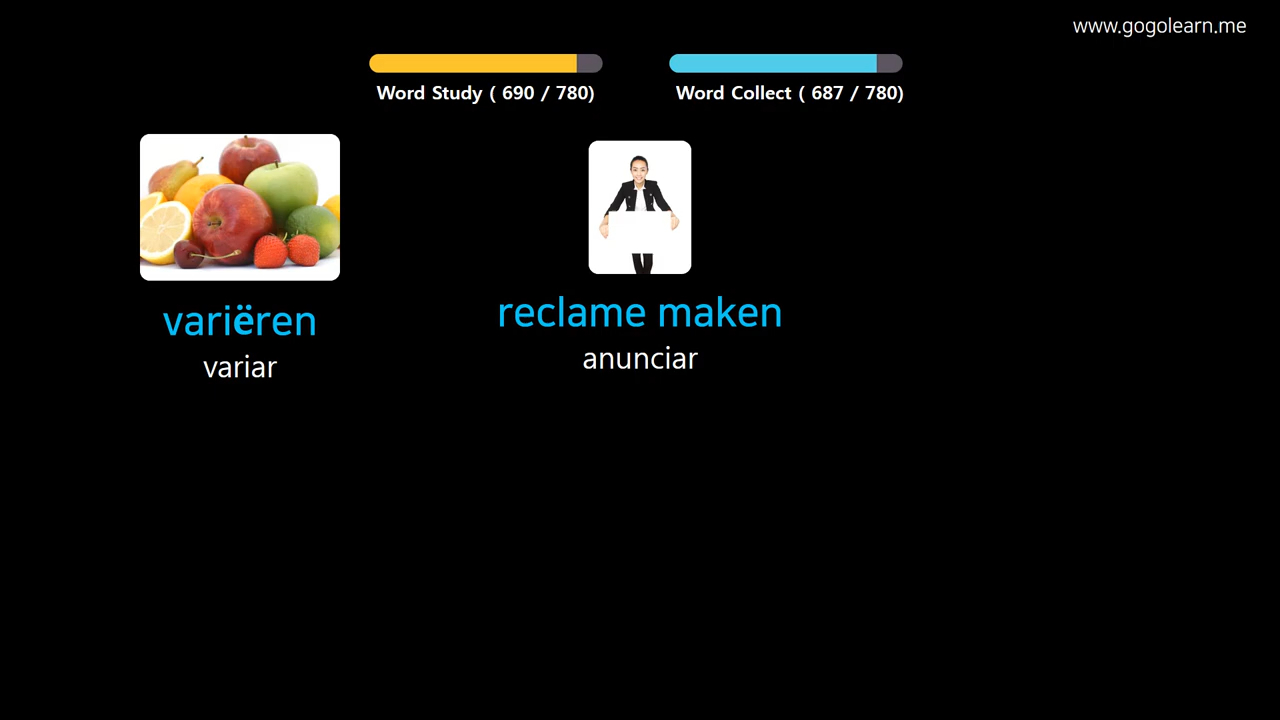 www.gogolearn.me
Word Study ( 690 / 780)
Word Collect ( 687 / 780)
variëren
variar
reclame maken
anunciar